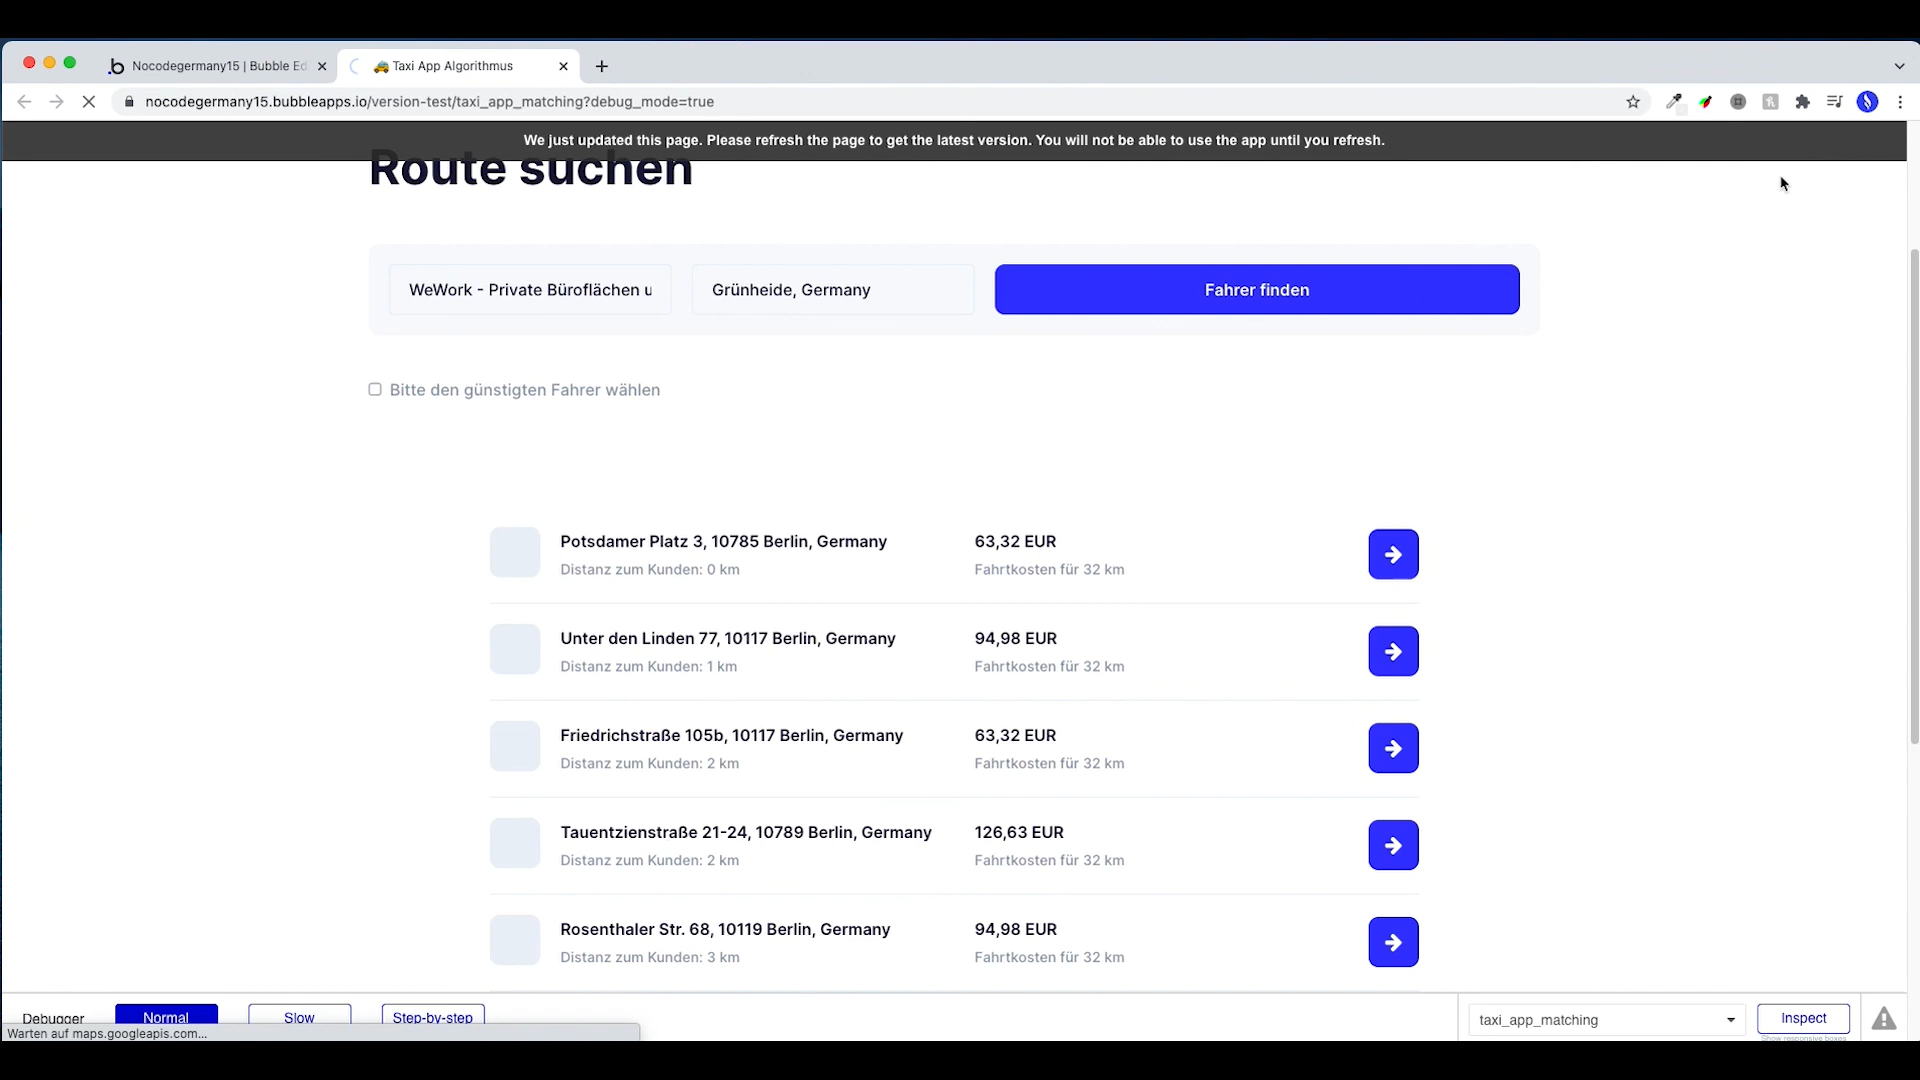 Nocodegermany15 | Bubble Ed
Taxi App Algorithmus
nocodegermany15.bubbleapps.io/version-test/taxi_app_matching?debug_mode=true
We just updated this page. Please refresh the page to get the latest version. You will not be able to use the app until you refresh.
Route suchen
WeWork - Private Büroflächen u
Grünheide, Germany
Fahrer finden
Bitte den günstigten Fahrer wählen
Potsdamer Platz 3, 10785 Berlin, Germany
63,32 EUR
Distanz zum Kunden: 0 km
Fahrtkosten für 32 km
Unter den Linden 77, 10117 Berlin, Germany
94,98 EUR
Distanz zum Kunden: 1 km
Fahrtkosten für 32 km
Friedrichstraße 105b, 10117 Berlin, Germany
63,32 EUR
Distanz zum Kunden: 2 km
Fahrtkosten für 32 km
Tauentzienstraße 21-24, 10789 Berlin, Germany
126,63 EUR
Distanz zum Kunden: 2 km
Fahrtkosten für 32 km
Rosenthaler Str. 68, 10119 Berlin, Germany
94,98 EUR
Distanz zum Kunden: 3 km
Fahrtkosten für 32 km
Debugger
Normal
Slow
Step-by-step
taxi_app_matching
Inspect
Show responsive boxes
Warten auf maps.googleapis.com...